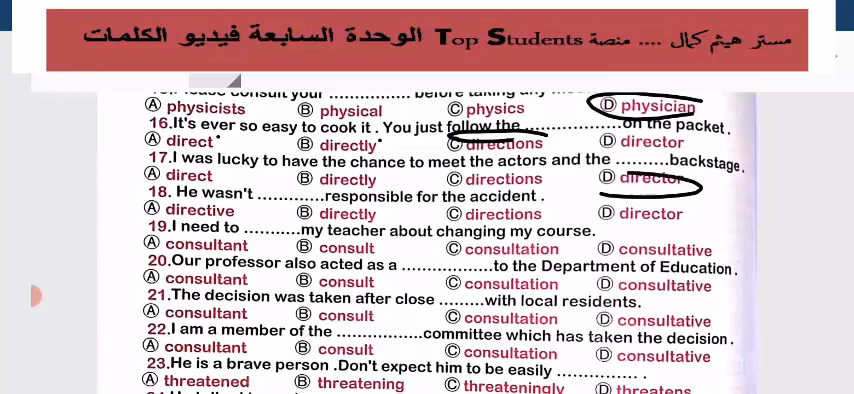 مستر هيثم كمال .... منصة Top Students الوحدة السابعة فيديو الكلمات
consult your ................ before taking any
Ⓐ physicists Ⓑ physical Ⓒ physics Ⓓ physician
16.It's ever so easy to cook it . You just follow the ...................on the packet .
Ⓐ direct Ⓑ directly Ⓒ directions Ⓓ director
17.I was lucky to have the chance to meet the actors and the ..........backstage.
Ⓐ direct Ⓑ directly Ⓒ directions Ⓓ director
18. He wasn't .............responsible for the accident .
Ⓐ directive Ⓑ directly Ⓒ directions Ⓓ director
19.I need to ...........my teacher about changing my course.
Ⓐ consultant Ⓑ consult Ⓒ consultation Ⓓ consultative
20.Our professor also acted as a ..................to the Department of Education .
Ⓐ consultant Ⓑ consult Ⓒ consultation Ⓓ consultative
21.The decision was taken after close .........with local residents.
Ⓐ consultant Ⓑ consult Ⓒ consultation Ⓓ consultative
22.I am a member of the .................committee which has taken the decision .
Ⓐ consultant Ⓑ consult Ⓒ consultation Ⓓ consultative
23.He is a brave person .Don't expect him to be easily ............... .
Ⓐ threatened Ⓑ threatening Ⓒ threateningly Ⓓ threatens